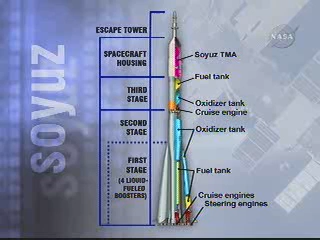 soyuz
NASA
ESCAPE TOWER
SPACECRAFT
HOUSING
Soyuz TMA
Fuel tank
THIRD
STAGE
Oxidizer tank
Cruise engine
SECOND
STAGE
Oxidizer tank
FIRST
STAGE
(4 LIQUID-
FUELED
BOOSTERS)
Fuel tank
Cruise engines
Steering engines